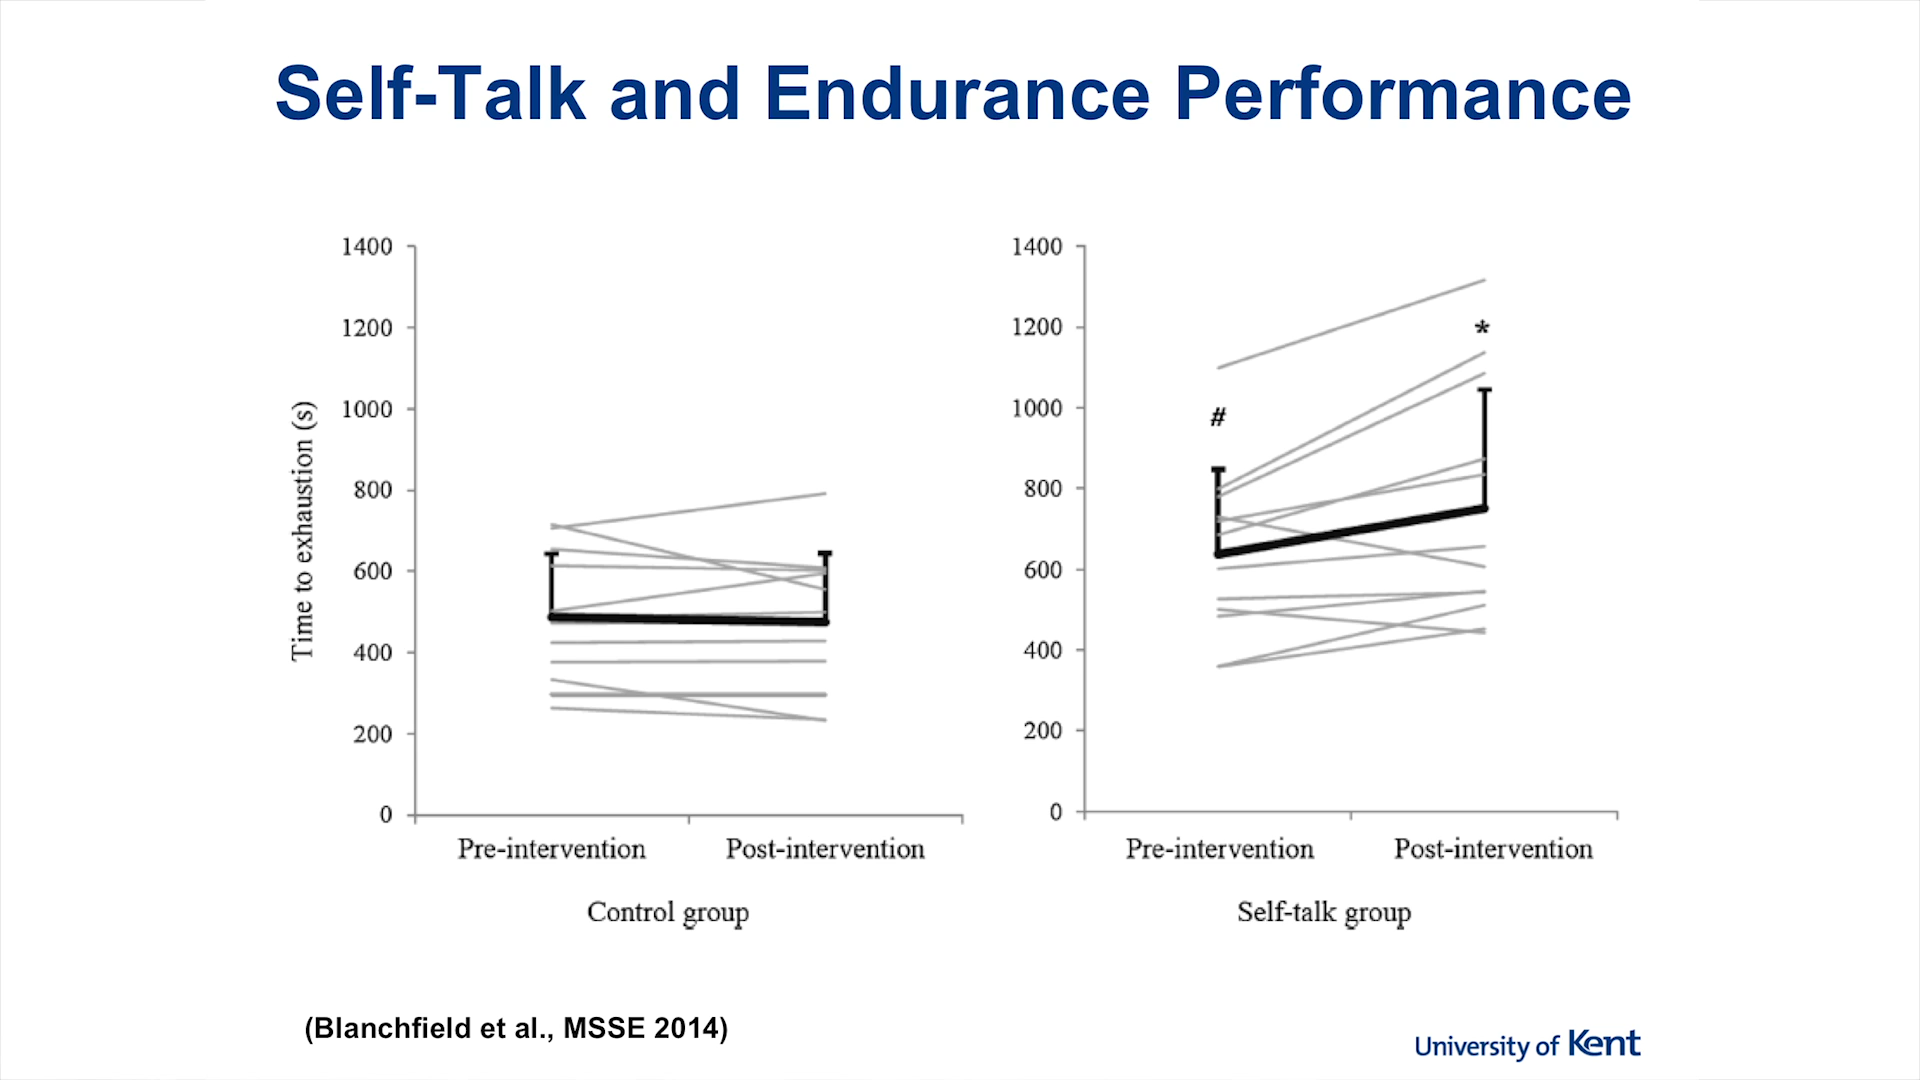 Self-Talk and Endurance Performance
Time to exhaustion (s)
1400
1200
1000
800
600
400
200
0
Pre-intervention Post-intervention
Control group
1400
1200
1000
800
600
400
200
0
#
*
Pre-intervention Post-intervention
Self-talk group
(Blanchfield et al., MSSE 2014)
University of Kent